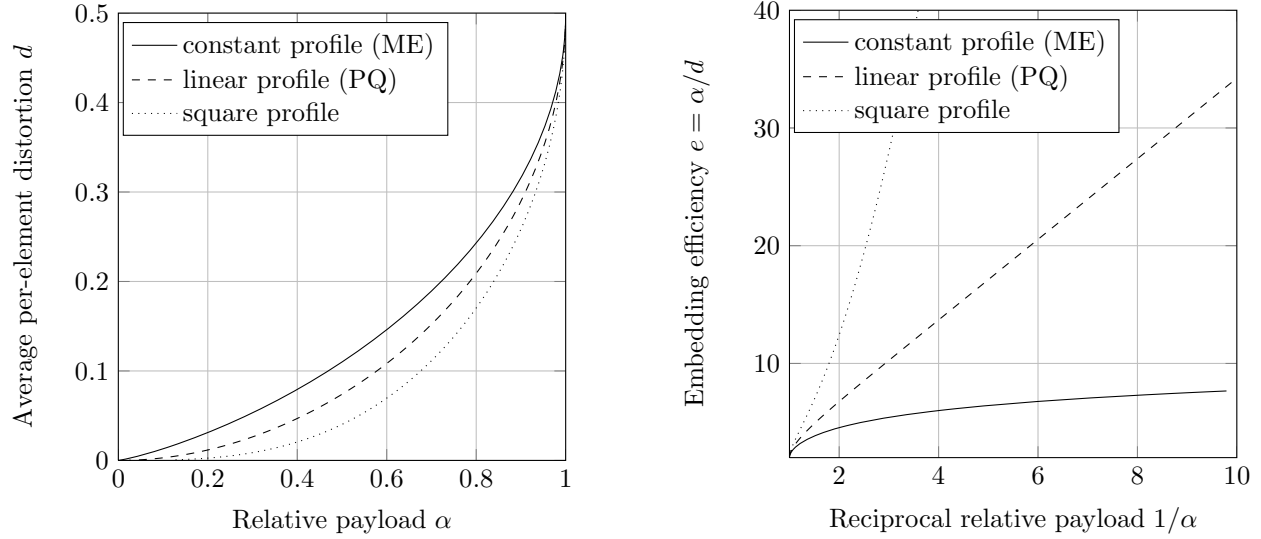 0.5
0.4
0.3
0.2
0.1
0
0
0.2
0.4
0.6
0.8
1
Average per-element distortion d
Relative payload α
constant profile (ME)
linear profile (PQ)
square profile
40
30
20
10
2
4
6
8
10
Embedding efficiency e = α/d
Reciprocal relative payload 1/α
constant profile (ME)
linear profile (PQ)
square profile